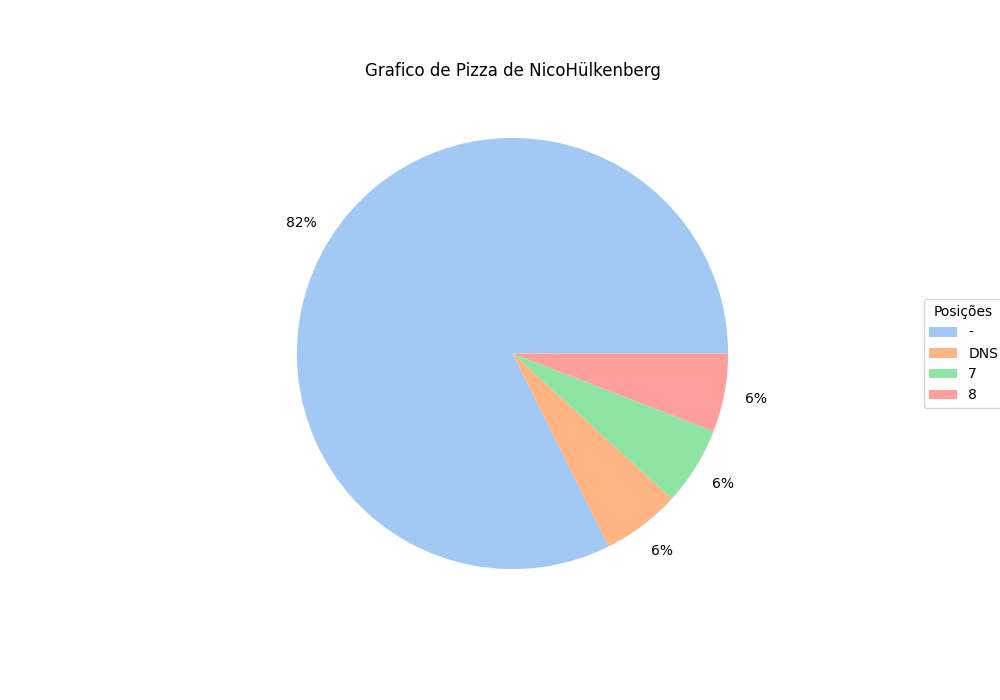 Grafico de Pizza de NicoHülkenberg
82%
Posições
-
DNS
7
8
6%
6%
6%